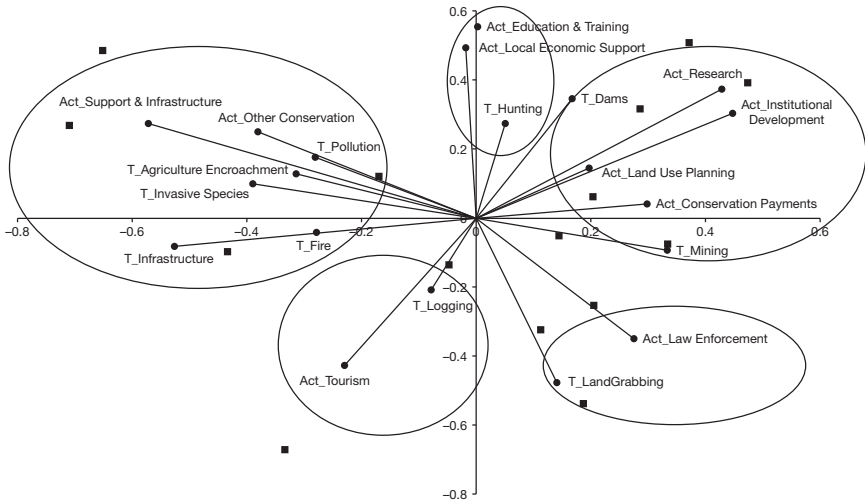 0.6
Act_Education & Training
Act_Local Economic Support
0.4
Act_Research
Act_Support & Infrastructure
T_Dams
Act_Institutional
Development
T_Hunting
Act_Other Conservation
0.2
T_Pollution
T_Agriculture Encroachment
Act_Land Use Planning
T_Invasive Species
Act_Conservation Payments
–0.8
–0.6
–0.4
–0.2
0
0
0.2
0.4
0.6
T_Infrastructure
T_Fire
T_Mining
–0.2
T_Logging
Act_Law Enforcement
–0.4
Act_Tourism
T_LandGrabbing
–0.6
–0.8